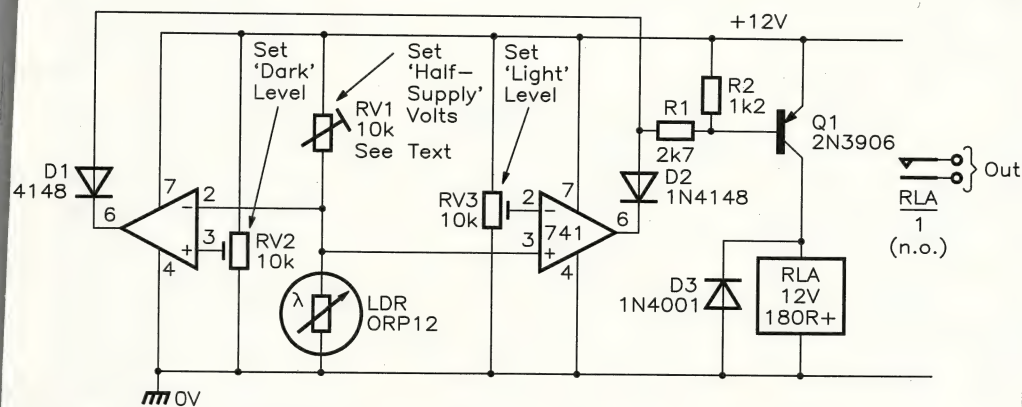 +12V
Set
'Dark'
Level
Set
'Half-
Supply'
Volts
RV1
10k
See Text
Set
'Light'
Level
R2
1k2
R1
2k7
Q1
2N3906
D1
4148
7
2
-
6
3
+
4
RV2
10k
RV3
10k
7
2
-
741
6
3
+
4
D2
1N4148
λ
LDR
ORP12
D3
1N4001
RLA
12V
180R+
Out
RLA
1
(n.o.)
0V